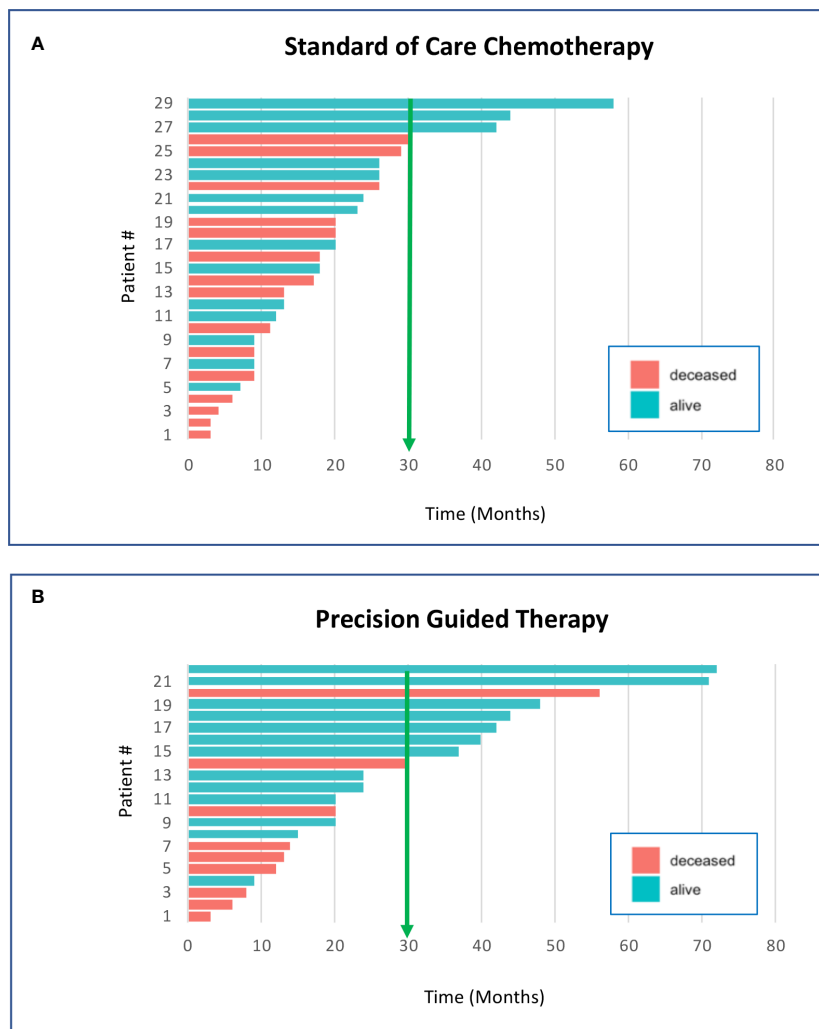 A
Standard of Care Chemotherapy
Patient #
29
27
25
23
21
19
17
15
13
11
9
7
5
3
1
deceased
alive
0 10 20 30 40 50 60 70 80
Time (Months)
B
Precision Guided Therapy
Patient #
21
19
17
15
13
11
9
7
5
3
1
deceased
alive
0 10 20 30 40 50 60 70 80
Time (Months)